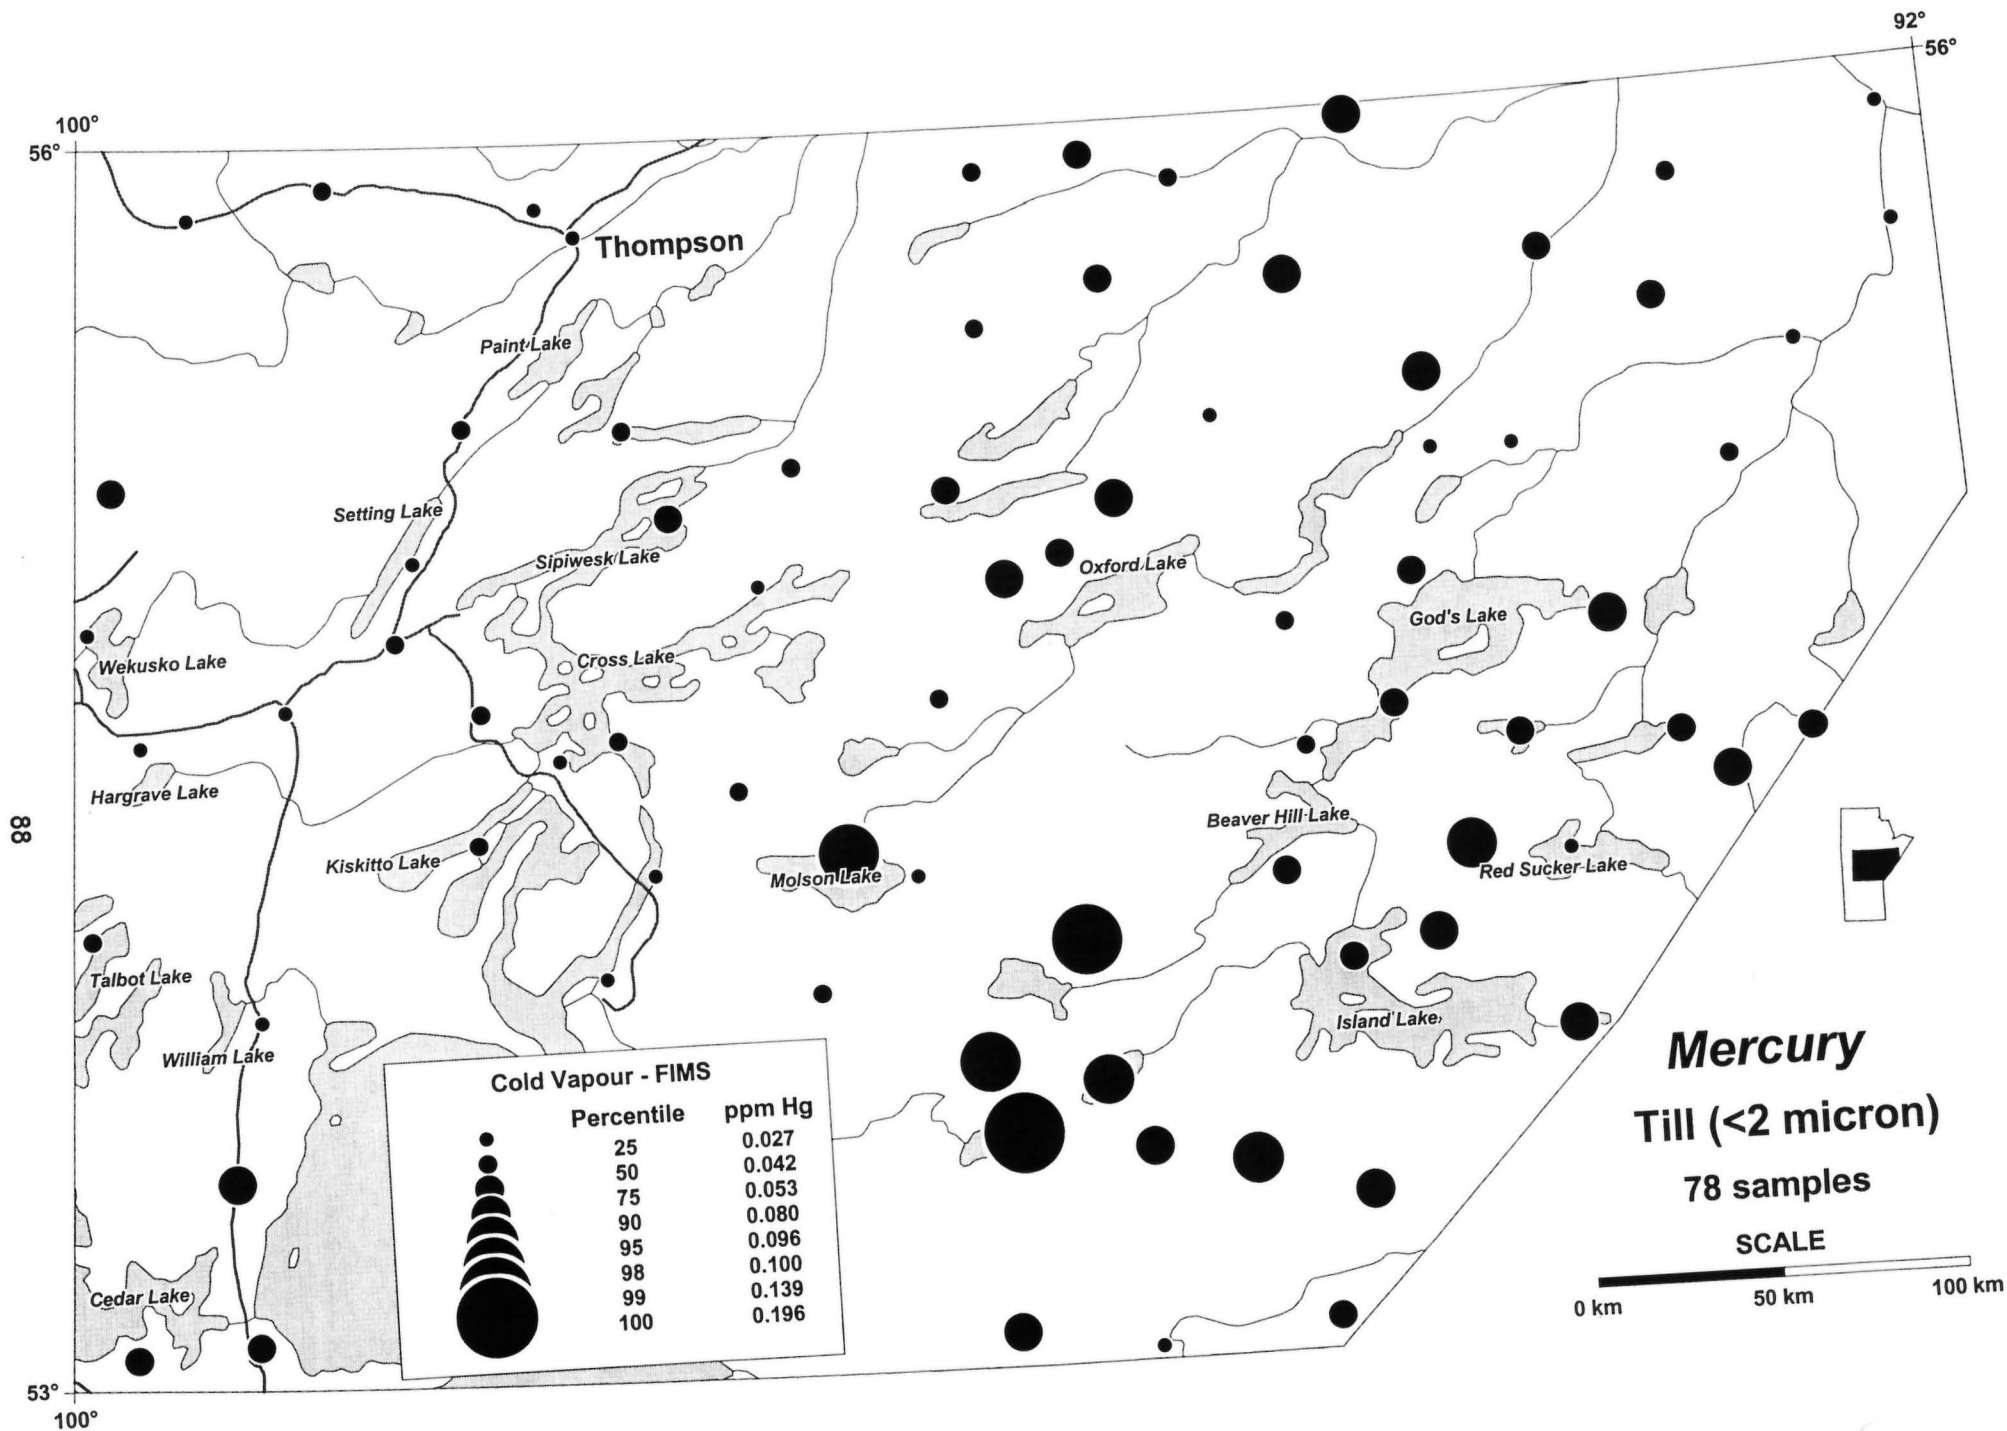 92°
56°
100°
56°
Thompson
Paint Lake
Setting Lake
Sipiwesk Lake
Oxford Lake
God's Lake
Wekusko Lake
Cross Lake
Hargrave Lake
Beaver Hill Lake
88
Kiskitto Lake
Molson Lake
Red Sucker Lake
Talbot Lake
Island Lake
William Lake
Cedar Lake
53°
100°
Cold Vapour - FIMS
Percentile ppm Hg
25 0.027
50 0.042
75 0.053
90 0.080
95 0.096
98 0.100
99 0.139
100 0.196
Mercury
Till (<2 micron)
78 samples
SCALE
0 km 50 km 100 km